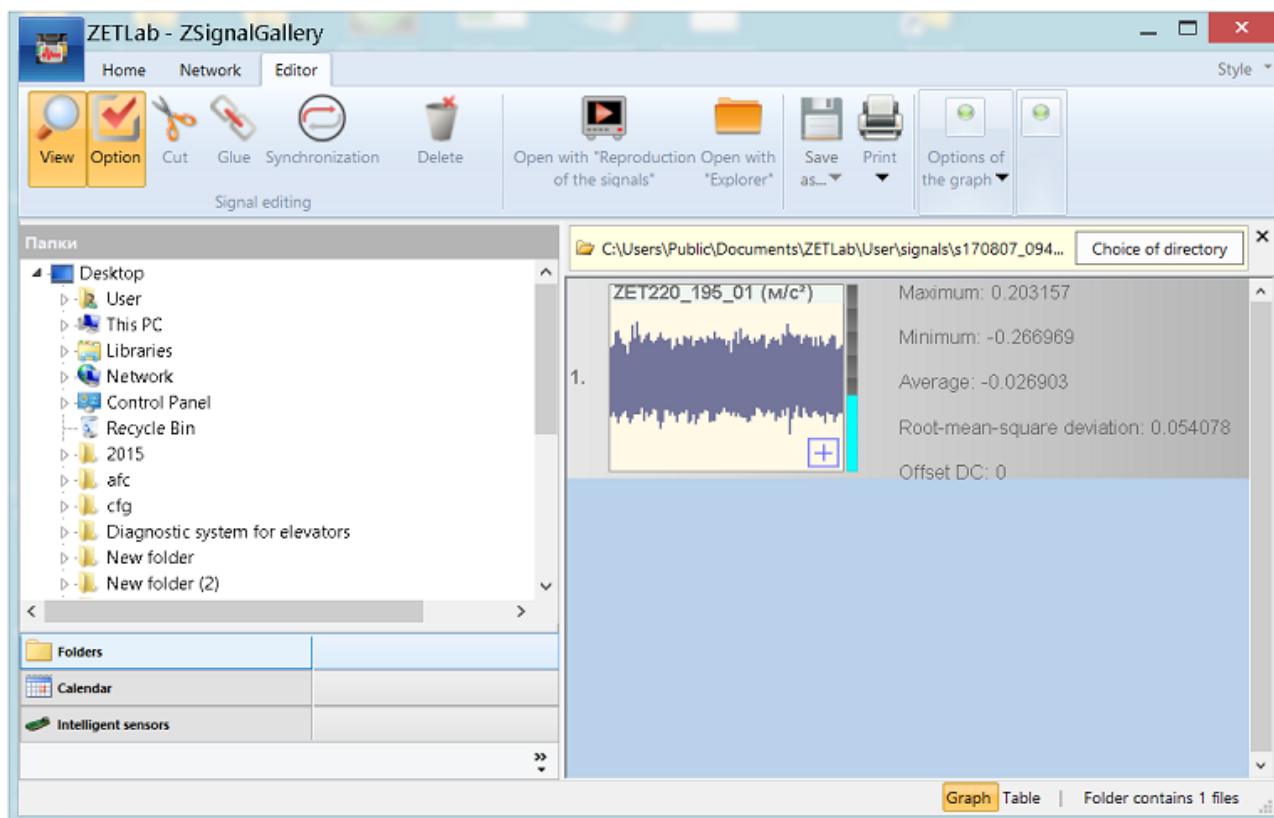 ZETLab - ZSignalGallery
Home Network Editor Style
View Option Cut Glue Synchronization Delete Open with "Reproduction of the signals" Open with "Explorer" Save as... Print Options of the graph
Signal editing
Папки
Desktop
User
This PC
Libraries
Network
Control Panel
Recycle Bin
2015
afc
cfg
Diagnostic system for elevators
New folder
New folder (2)
Folders
Calendar
Intelligent sensors
C:\Users\Public\Documents\ZETLab\User\signals\s170807_094... Choice of directory
1.
ZET220_195_01 (м/с²)
Maximum: 0.203157
Minimum: -0.266969
Average: -0.026903
Root-mean-square deviation: 0.054078
Offset DC: 0
Graph Table | Folder contains 1 files